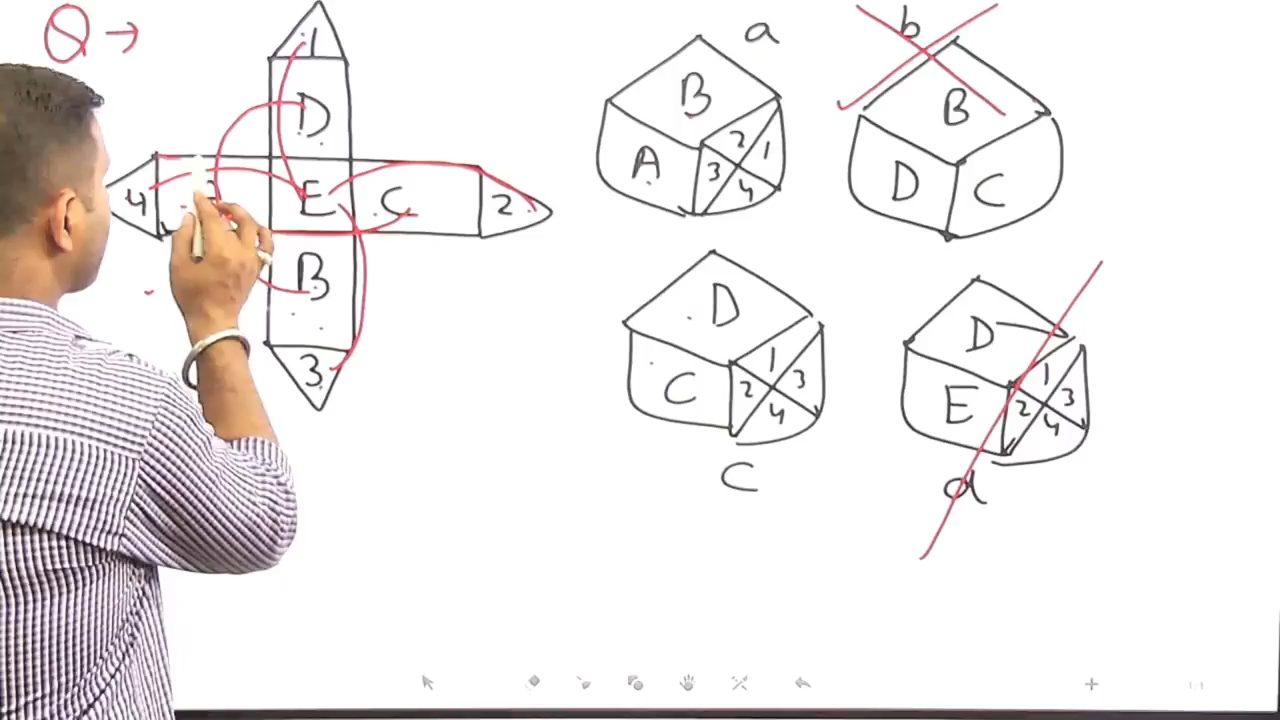 Q →
1
D
4 E C 2
B
3
a
B
A 2 1 3 4
b
B
D C
D
C 1 2 3 4
C
D
E 1 2 3 4
d